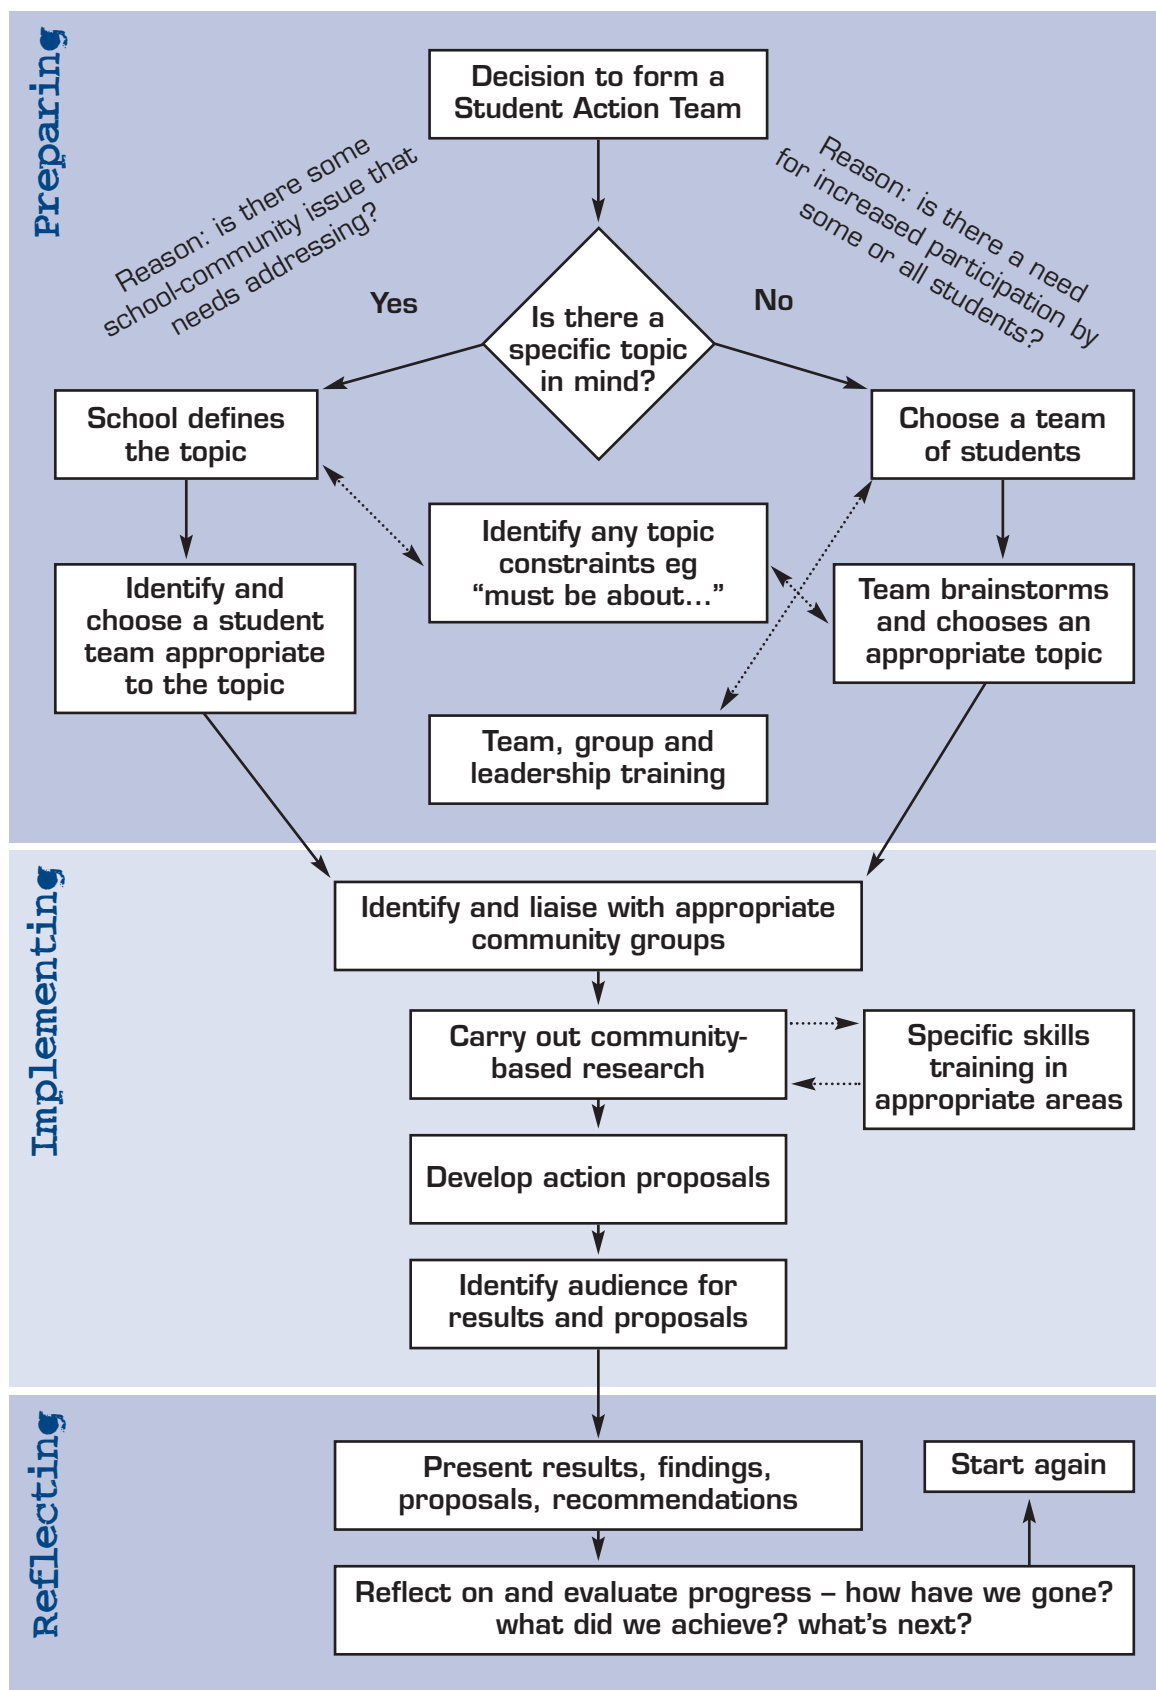 Preparing
Decision to form a
Student Action Team
Reason: is there some
school-community issue that
needs addressing?
Reason: is there a need
for increased participation by
some or all students?
Yes
No
Is there a
specific topic
in mind?
School defines
the topic
Choose a team
of students
Identify any topic
constraints eg
“must be about...”
Identify and
choose a student
team appropriate
to the topic
Team brainstorms
and chooses an
appropriate topic
Team, group and
leadership training
Implementing
Identify and liaise with appropriate
community groups
Carry out community-
based research
Specific skills
training in
appropriate areas
Develop action proposals
Identify audience for
results and proposals
Reflecting
Present results, findings,
proposals, recommendations
Start again
Reflect on and evaluate progress – how have we gone?
what did we achieve? what’s next?